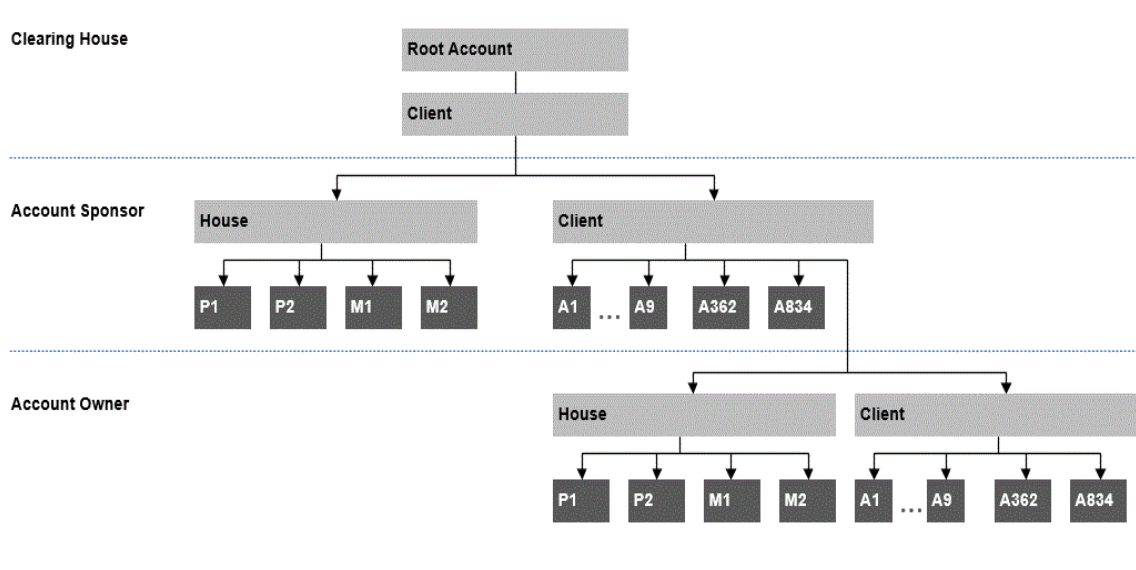 Clearing House
Root Account
Client
Account Sponsor
House
Client
P1 P2 M1 M2
A1 ... A9 A362 A834
Account Owner
House
Client
P1 P2 M1 M2
A1 ... A9 A362 A834